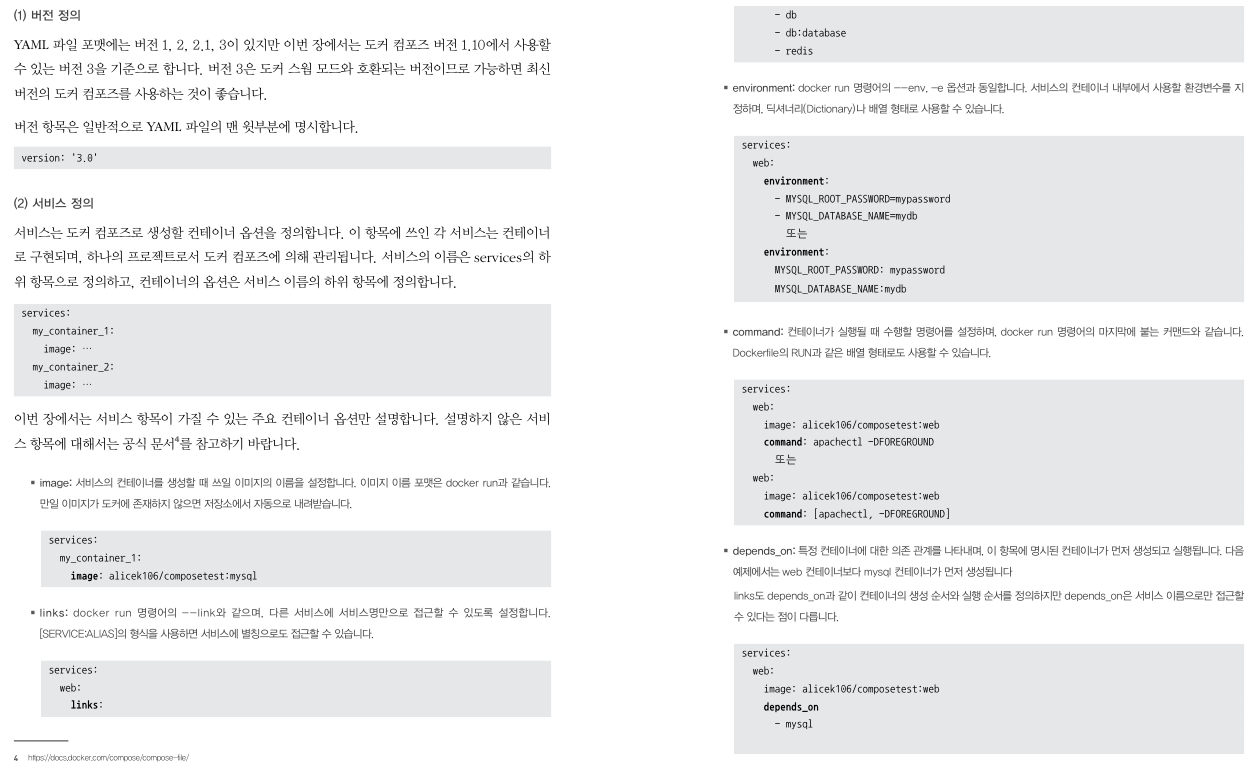 (1) 버전 정의
YAML 파일 포맷에는 버전 1, 2, 2.1, 3이 있지만 이번 장에서는 도커 컴포즈 버전 1.10에서 사용할
수 있는 버전 3을 기준으로 합니다. 버전 3은 도커 스웜 모드와 호환되는 버전이므로 가능하면 최신
버전의 도커 컴포즈를 사용하는 것이 좋습니다.
버전 항목은 일반적으로 YAML 파일의 맨 윗부분에 명시합니다.
version: '3.0'
(2) 서비스 정의
서비스는 도커 컴포즈로 생성할 컨테이너 옵션을 정의합니다. 이 항목에 쓰인 각 서비스는 컨테이너
로 구현되며, 하나의 프로젝트로서 도커 컴포즈에 의해 관리됩니다. 서비스의 이름은 services의 하
위 항목으로 정의하고, 컨테이너의 옵션은 서비스 이름의 하위 항목에 정의합니다.
services:
  my_container_1:
    image: …
  my_container_2:
    image: …
이번 장에서는 서비스 항목이 가질 수 있는 주요 컨테이너 옵션만 설명합니다. 설명하지 않은 서비
스 항목에 대해서는 공식 문서4를 참고하기 바랍니다.
▪ image: 서비스의 컨테이너를 생성할 때 쓰일 이미지의 이름을 설정합니다. 이미지 이름 포맷은 docker run과 같습니다.
만일 이미지가 도커에 존재하지 않으면 저장소에서 자동으로 내려받습니다.
services:
  my_container_1:
    image: alicek106/composetest:mysql
▪ links: docker run 명령어의 --link와 같으며, 다른 서비스에 서비스명만으로 접근할 수 있도록 설정합니다.
[SERVICE:ALIAS]의 형식을 사용하면 서비스에 별칭으로도 접근할 수 있습니다.
services:
  web:
    links:
4 https://docs.docker.com/compose/compose-file/
      - db
      - db:database
      - redis
▪ environment: docker run 명령어의 --env, -e 옵션과 동일합니다. 서비스의 컨테이너 내부에서 사용할 환경변수를 지
정하며, 딕셔너리(Dictionary)나 배열 형태로 사용할 수 있습니다.
services:
  web:
    environment:
      - MYSQL_ROOT_PASSWORD=mypassword
      - MYSQL_DATABASE_NAME=mydb
        또는
    environment:
      MYSQL_ROOT_PASSWORD: mypassword
      MYSQL_DATABASE_NAME:mydb
▪ command: 컨테이너가 실행될 때 수행할 명령어를 설정하며, docker run 명령어의 마지막에 붙는 커맨드와 같습니다.
Dockerfile의 RUN과 같은 배열 형태로도 사용할 수 있습니다.
services:
  web:
    image: alicek106/composetest:web
    command: apachectl -DFOREGROUND
      또는
  web:
    image: alicek106/composetest:web
    command: [apachectl, -DFOREGROUND]
▪ depends_on: 특정 컨테이너에 대한 의존 관계를 나타내며, 이 항목에 명시된 컨테이너가 먼저 생성되고 실행됩니다. 다음
예제에서는 web 컨테이너보다 mysql 컨테이너가 먼저 생성됩니다
links도 depends_on과 같이 컨테이너의 생성 순서와 실행 순서를 정의하지만 depends_on은 서비스 이름으로만 접근할
수 있다는 점이 다릅니다.
services:
  web:
    image: alicek106/composetest:web
    depends_on
      - mysql